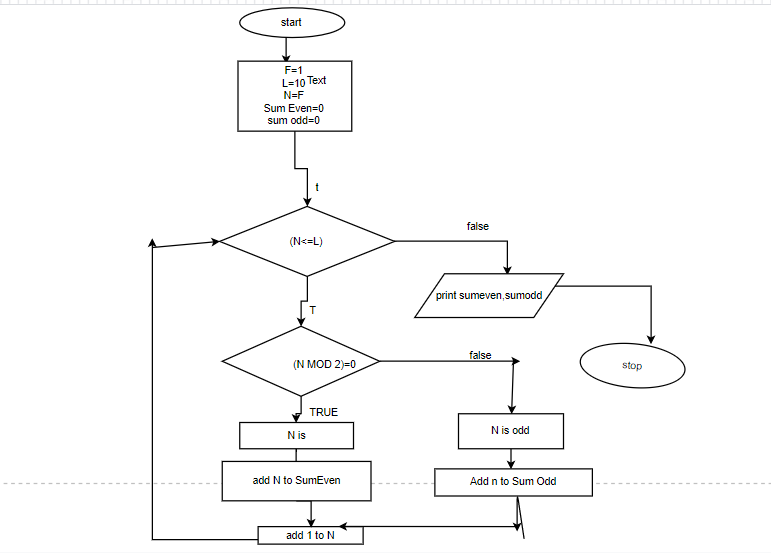 start
F=1
L=10 Text
N=F
Sum Even=0
sum odd=0
t
(N<=L)
false
print sumeven,sumodd
stop
T
(N MOD 2)=0
false
TRUE
N is
N is odd
add N to SumEven
Add n to Sum Odd
add 1 to N